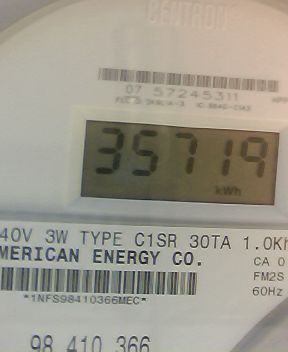 CENTRON
07 57245311
35719
kWh
40V 3W TYPE C1SR 30TA 1.0Kh
MERICAN ENERGY CO.
CA 0
FM2S
*1NFS98410366MEC*
60Hz
98 410 366